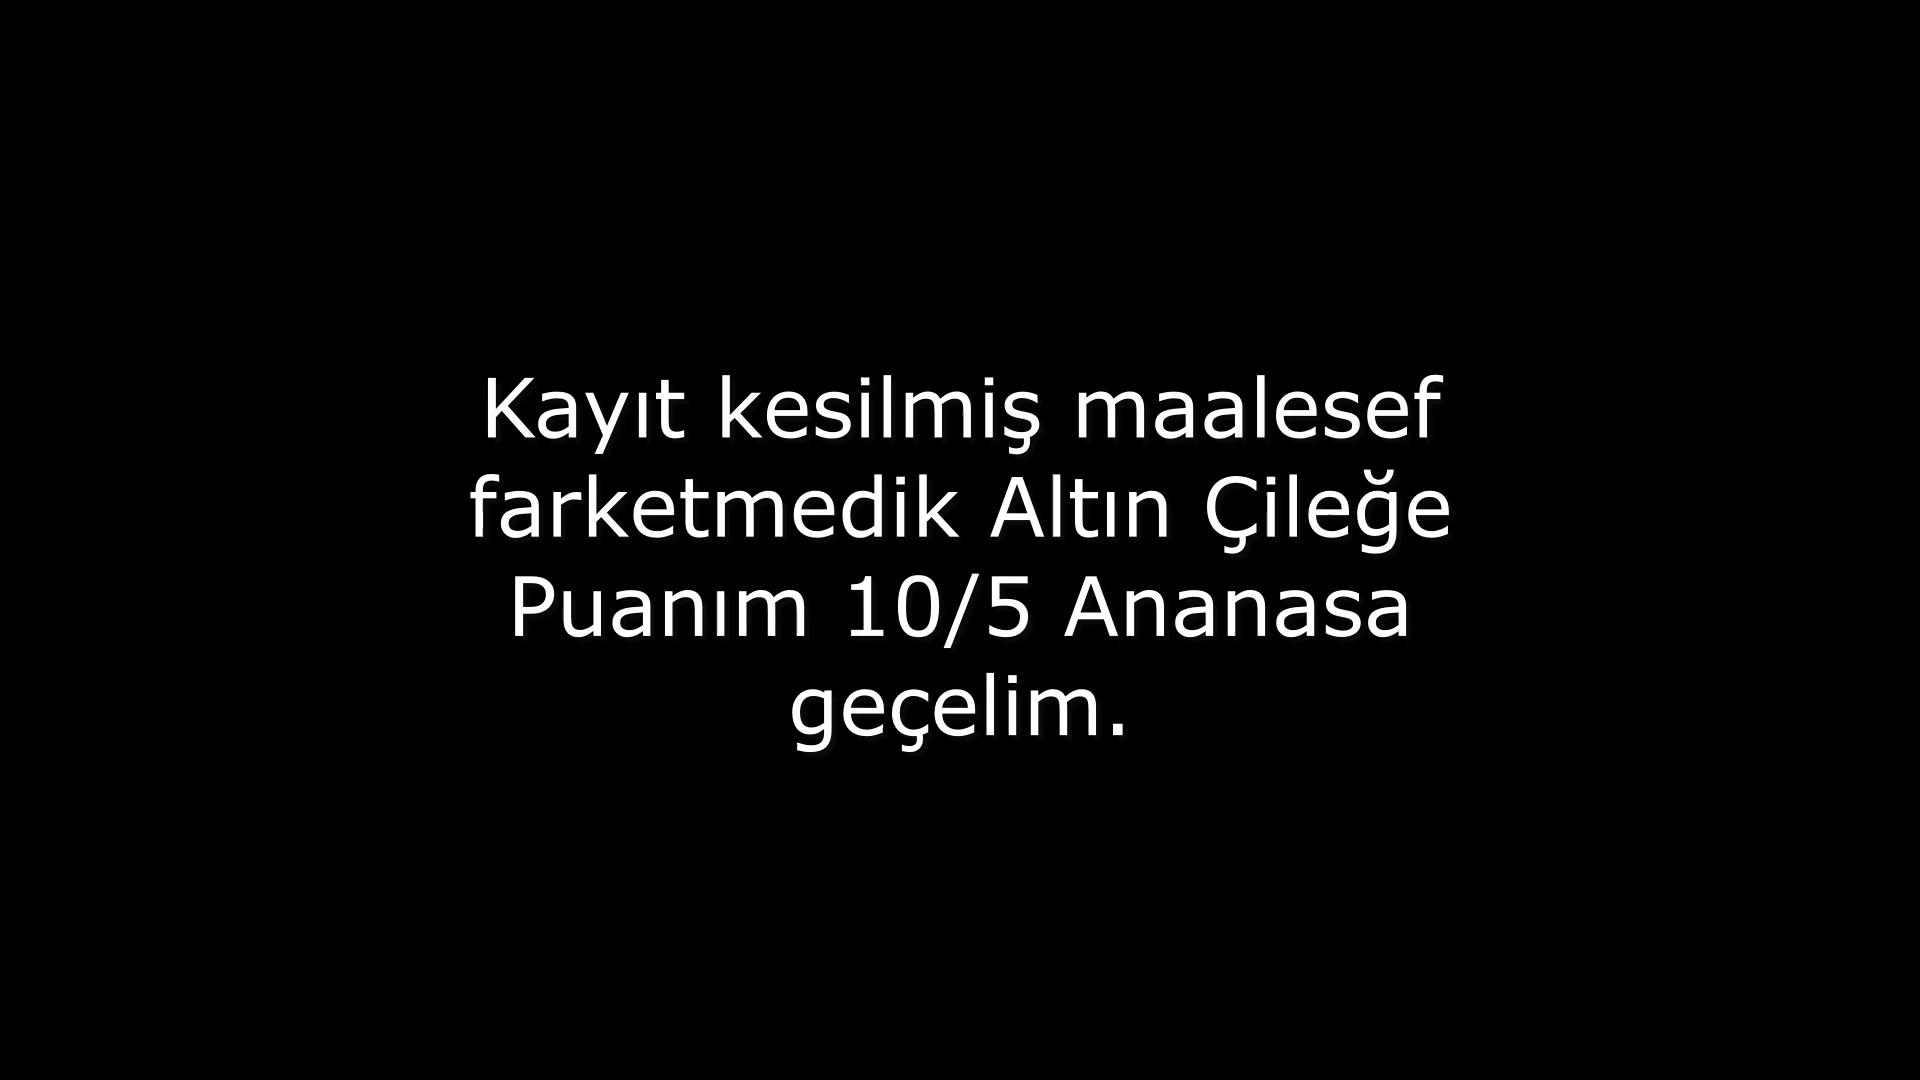 Kayıt kesilmiş maalesef
farketmedik Altın Çileğe
Puanım 10/5 Ananasa
geçelim.